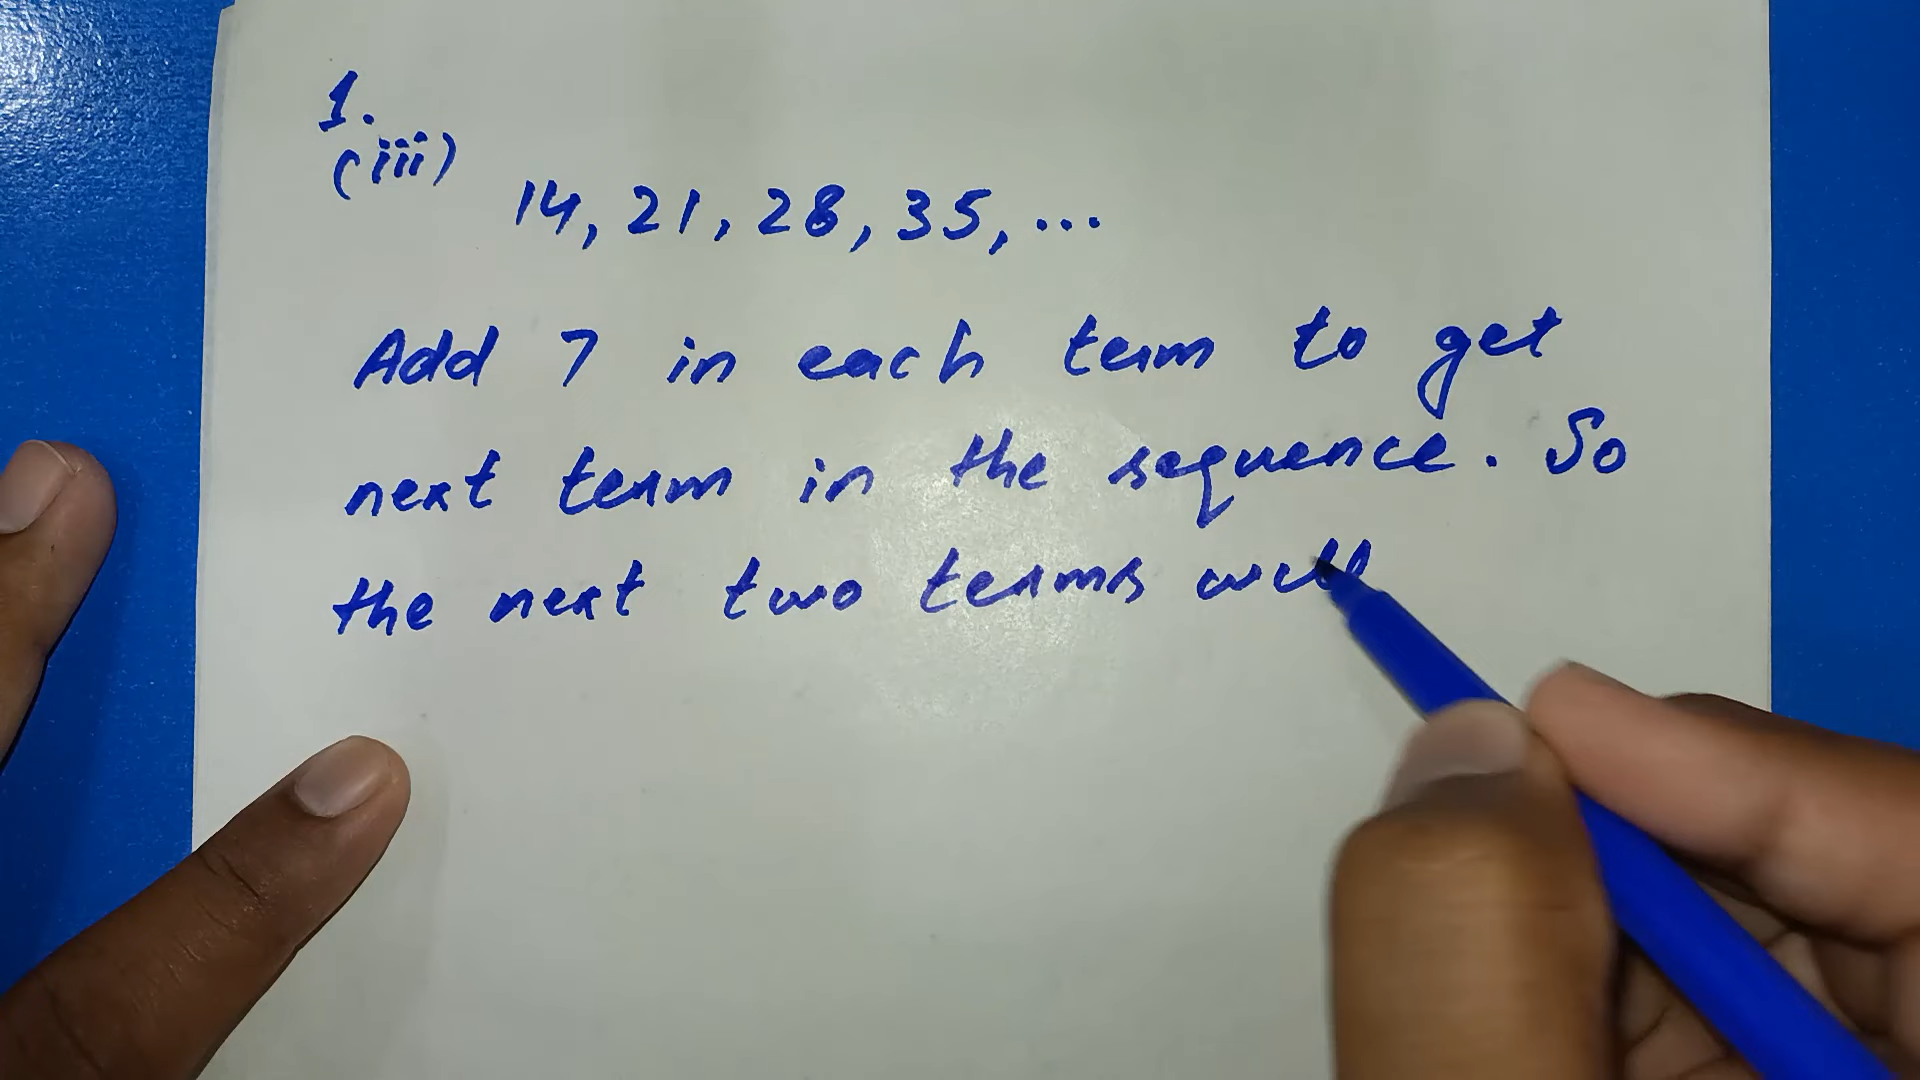 1.
(iii)
14, 21, 28, 35, ...
Add 7 in each term to get
next term in the sequence. So
the next two terms will